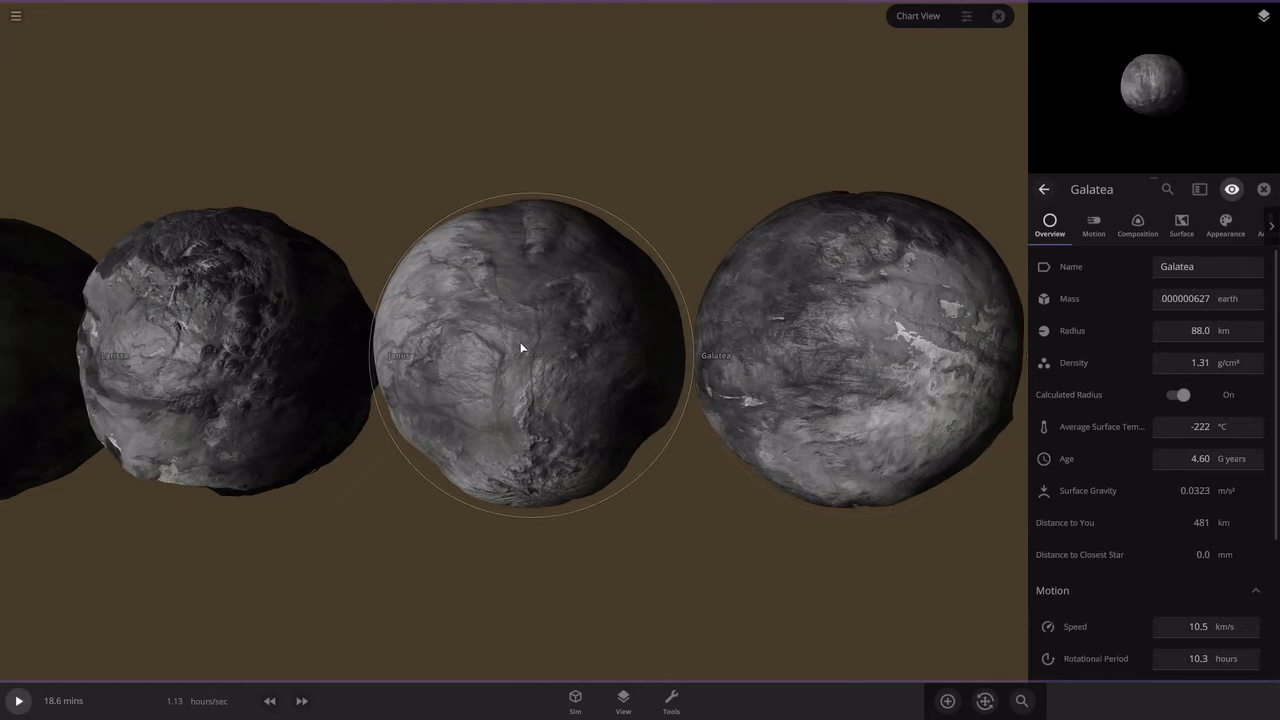 Chart View
Larissa
Janus
Galatea
Galatea
Overview
Motion
Composition
Surface
Appearance
Name
Galatea
Mass
000000627 earth
Radius
88.0 km
Density
1.31 g/cm³
Calculated Radius
On
Average Surface Tem...
-222 °C
Age
4.60 G years
Surface Gravity
0.0323 m/s²
Distance to You
481 km
Distance to Closest Star
0.0 mm
Motion
Speed
10.5 km/s
Rotational Period
10.3 hours
18.6 mins
1.13 hours/sec
Sim
View
Tools